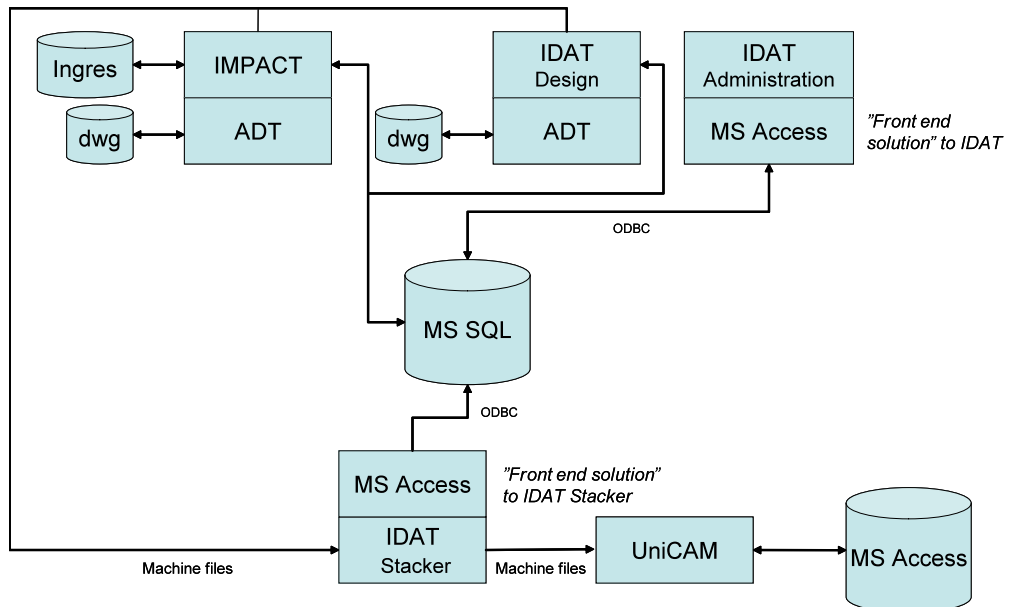 Ingres
IMPACT
dwg
ADT
IDAT
Design
dwg
ADT
IDAT
Administration
MS Access
”Front end
solution” to IDAT
ODBC
MS SQL
ODBC
MS Access
”Front end solution”
to IDAT Stacker
IDAT
Stacker
UniCAM
MS Access
Machine files
Machine files